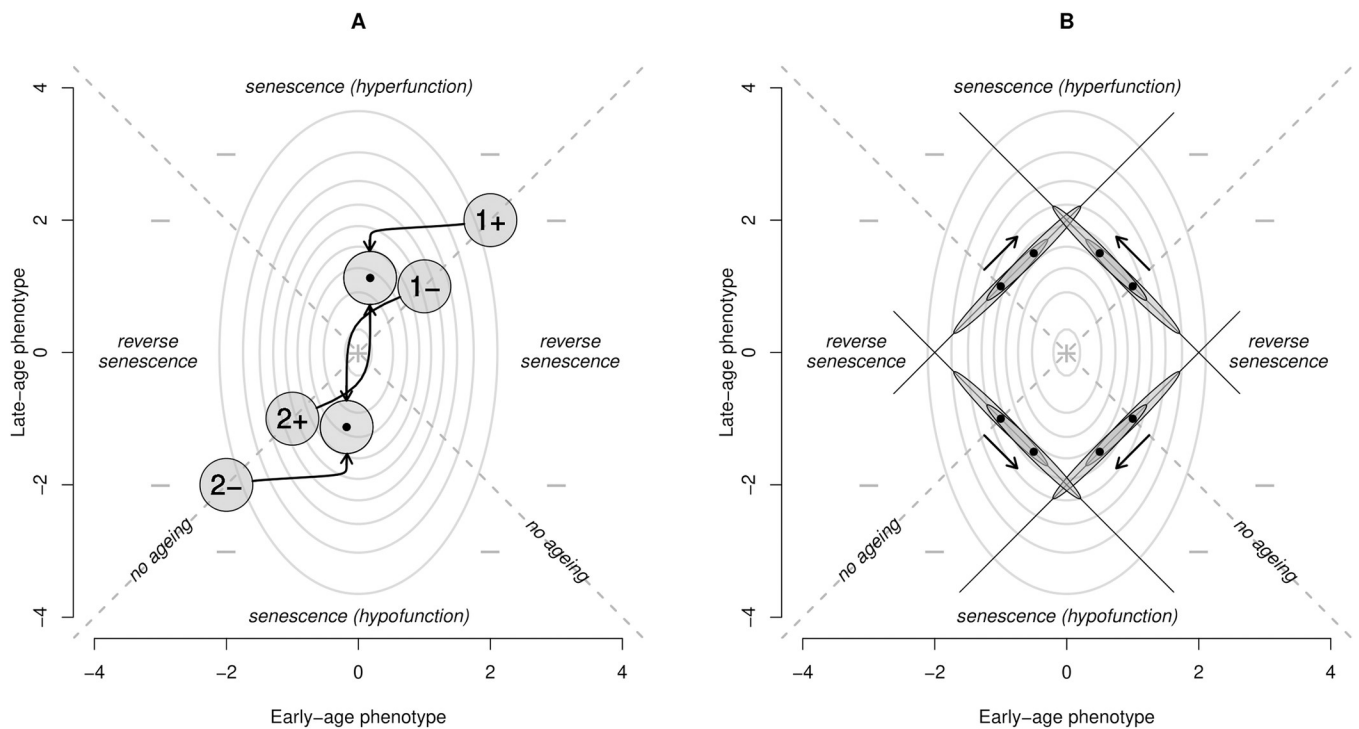 A
B
4
senescence (hyperfunction)
4
senescence (hyperfunction)
2
1+
2
1−
Late−age phenotype
0
reverse
senescence
reverse
senescence
Late−age phenotype
0
reverse
senescence
reverse
senescence
2+
−2
2−
−2
no ageing
no ageing
no ageing
no ageing
−4
senescence (hypofunction)
−4
senescence (hypofunction)
−4
−2
0
2
4
−4
−2
0
2
4
Early−age phenotype
Early−age phenotype